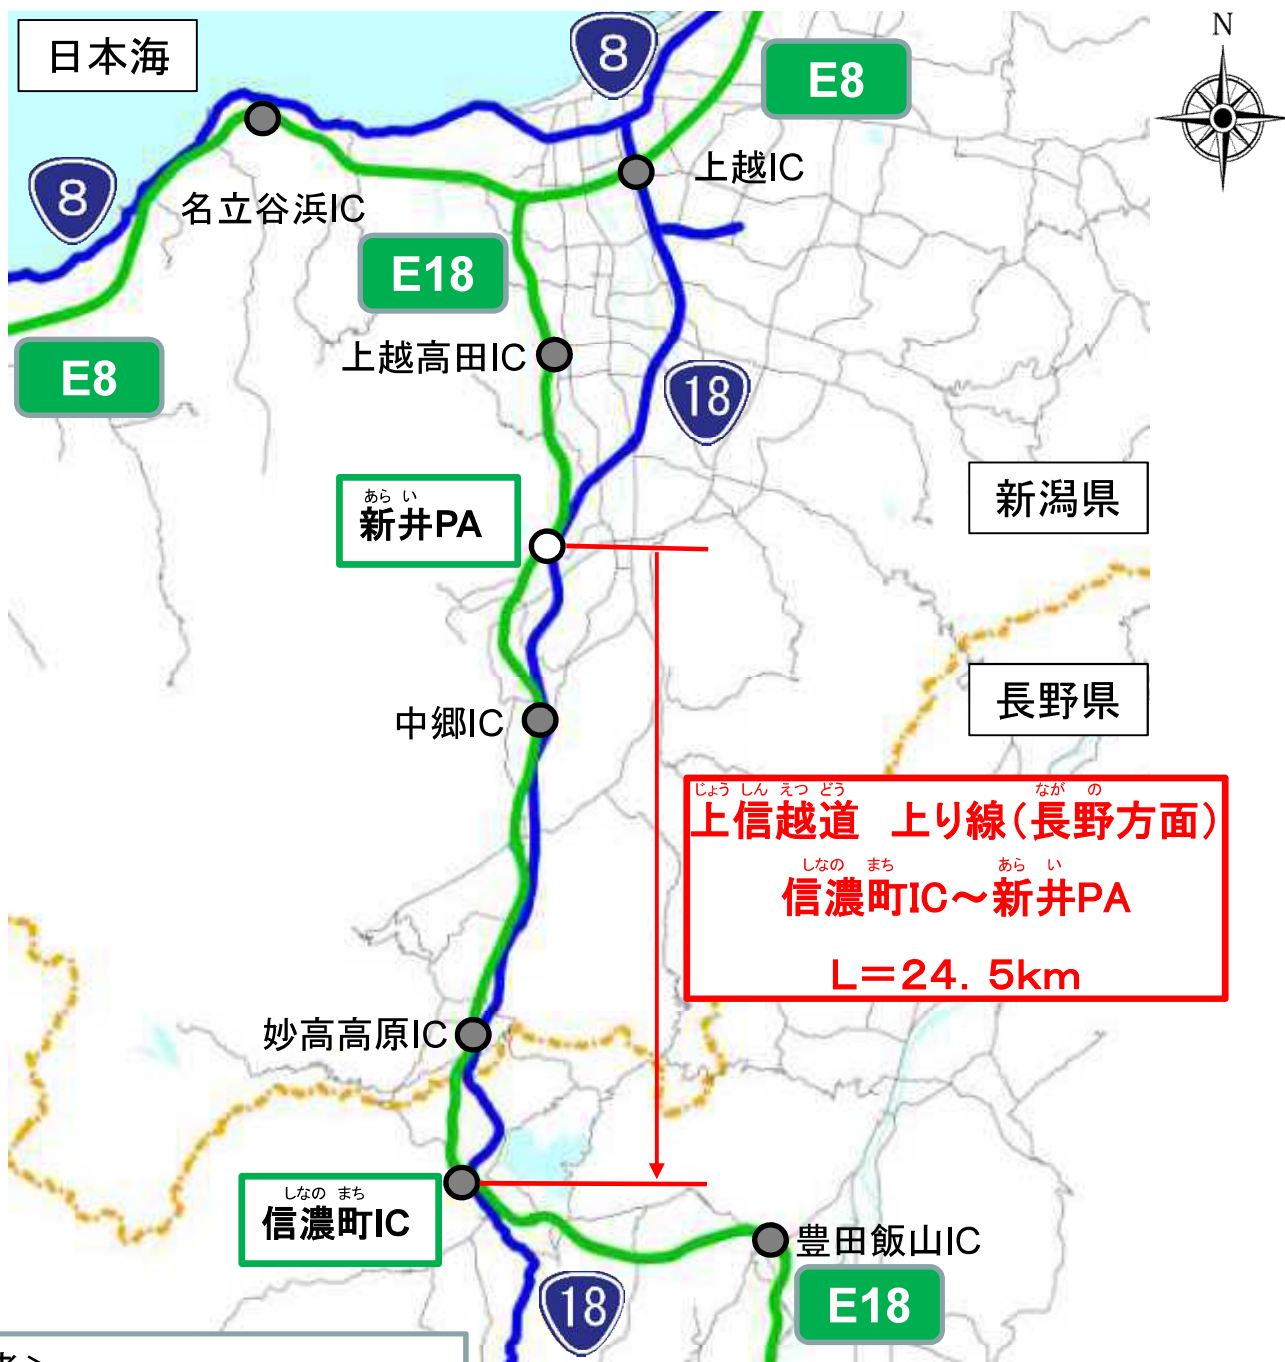 日本海
8
E8
N
上越IC
8
名立谷浜IC
E18
E8
上越高田IC
18
あら い
新井PA
新潟県
中郷IC
長野県
じょう しん えつ どう なが の
上信越道 上り線(長野方面)
しなの まち あら い
信濃町IC～新井PA
L＝24．5km
妙高高原IC
しなの まち
信濃町IC
豊田飯山IC
E18
18